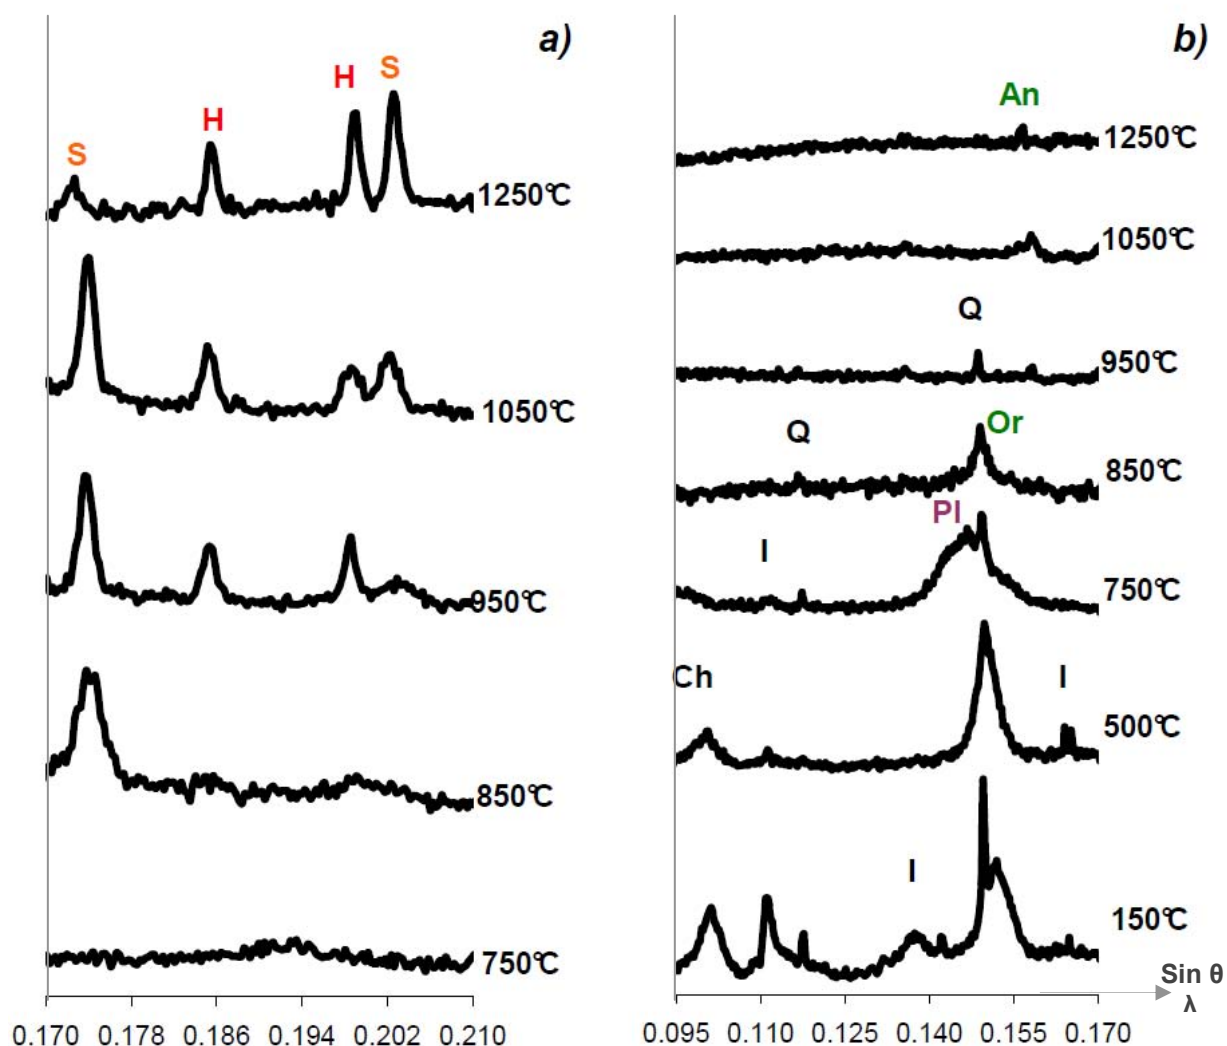 a)
H
S
H
S
1250℃
1050℃
950℃
850℃
750℃
0.170 0.178 0.186 0.194 0.202 0.210
b)
An
1250℃
1050℃
Q
950℃
Q
Or
850℃
Pl
I
750℃
Ch
I
500℃
I
150℃
Sin θ
λ
0.095 0.110 0.125 0.140 0.155 0.170